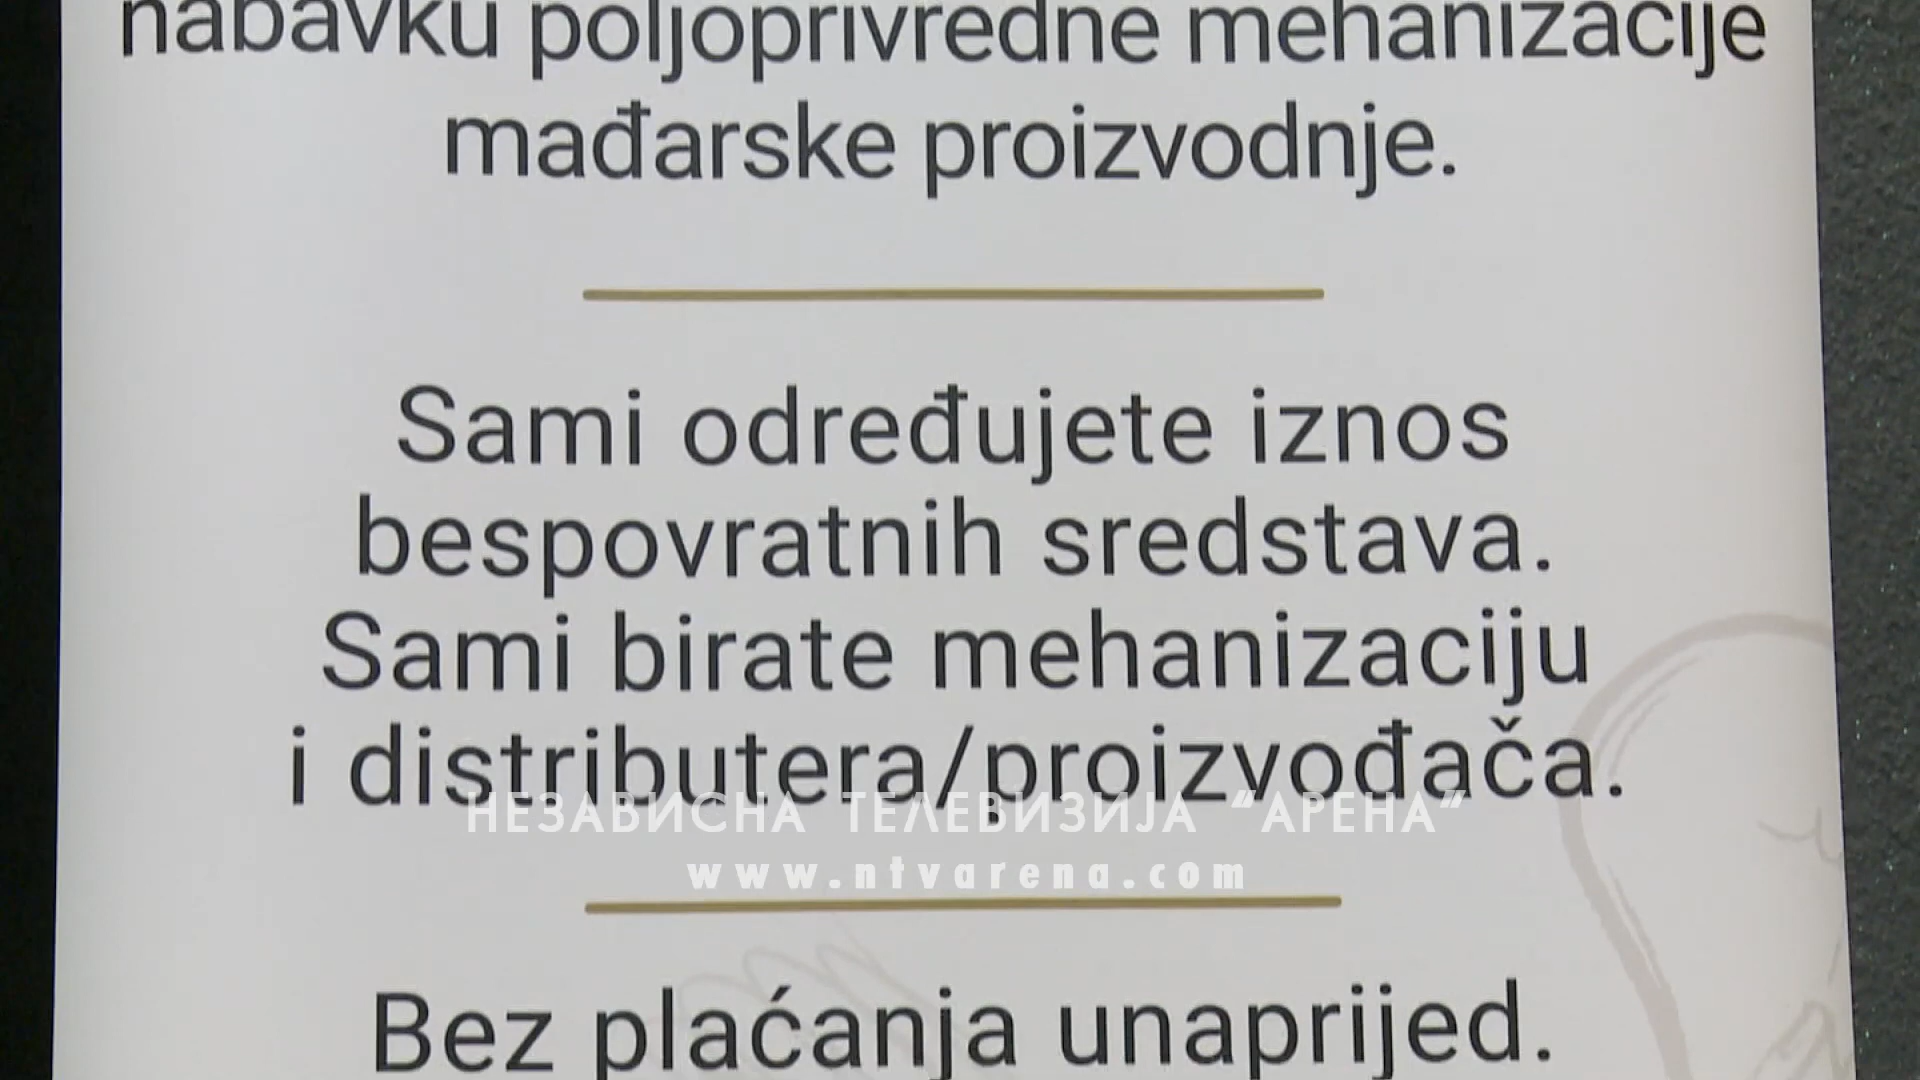 nabavku poljoprivredne mehanizacije
mađarske proizvodnje.
Sami određujete iznos
bespovratnih sredstava.
Sami birate mehanizaciju
i distributera/proizvođača.
НЕЗАВИСНА ТЕЛЕВИЗИЈА "АРЕНА"
www.ntvarena.com
Bez plaćanja unaprijed.